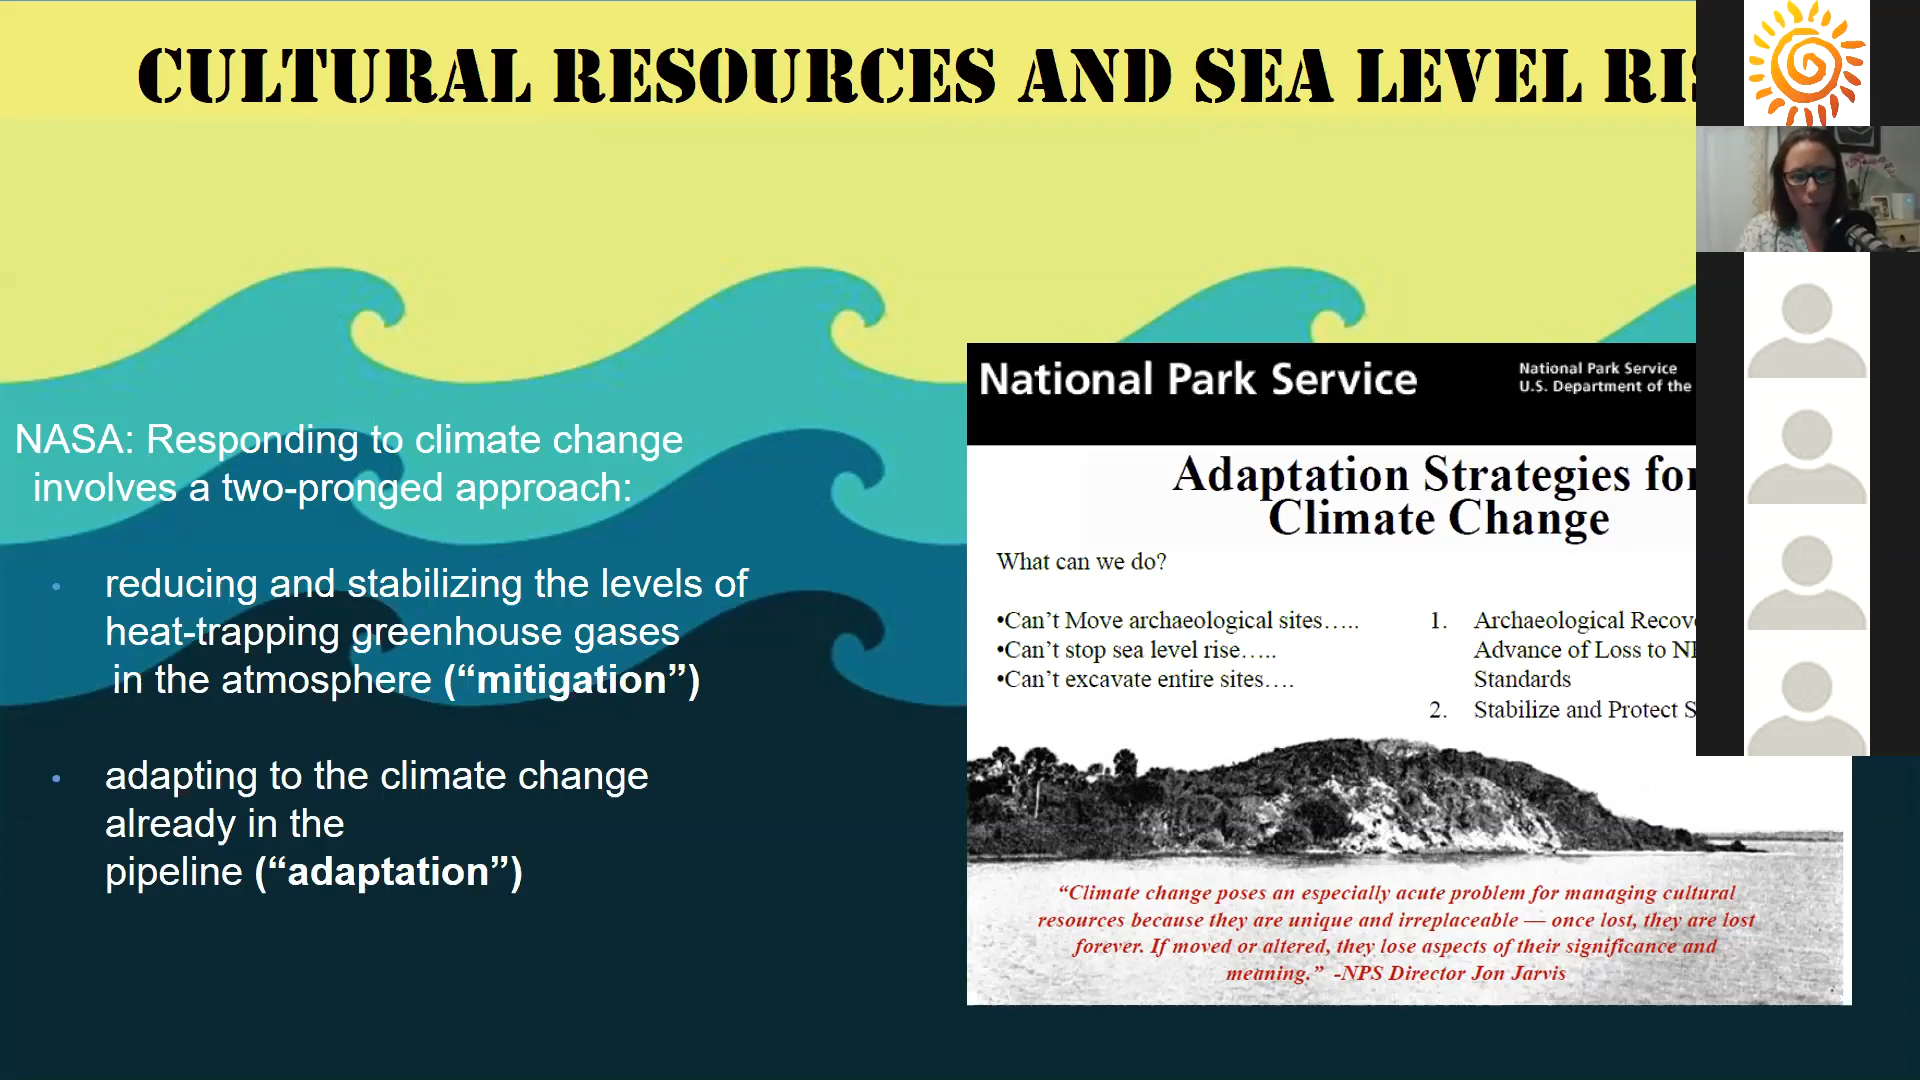 CULTURAL RESOURCES AND SEA LEVEL
NASA: Responding to climate change
involves a two-pronged approach:
• reducing and stabilizing the levels of
heat-trapping greenhouse gases
in the atmosphere (“mitigation”)
• adapting to the climate change
already in the
pipeline (“adaptation”)
National Park Service
National Park Service
U.S. Department of the
Adaptation Strategies for
Climate Change
What can we do?
•Can’t Move archaeological sites…..
•Can’t stop sea level rise…..
•Can’t excavate entire sites….
1. Archaeological
Advance of Loss to
Standards
2. Stabilize and Protect
“Climate change poses an especially acute problem for managing cultural
resources because they are unique and irreplaceable — once lost, they are lost
forever. If moved or altered, they lose aspects of their significance and
meaning.” -NPS Director Jon Jarvis